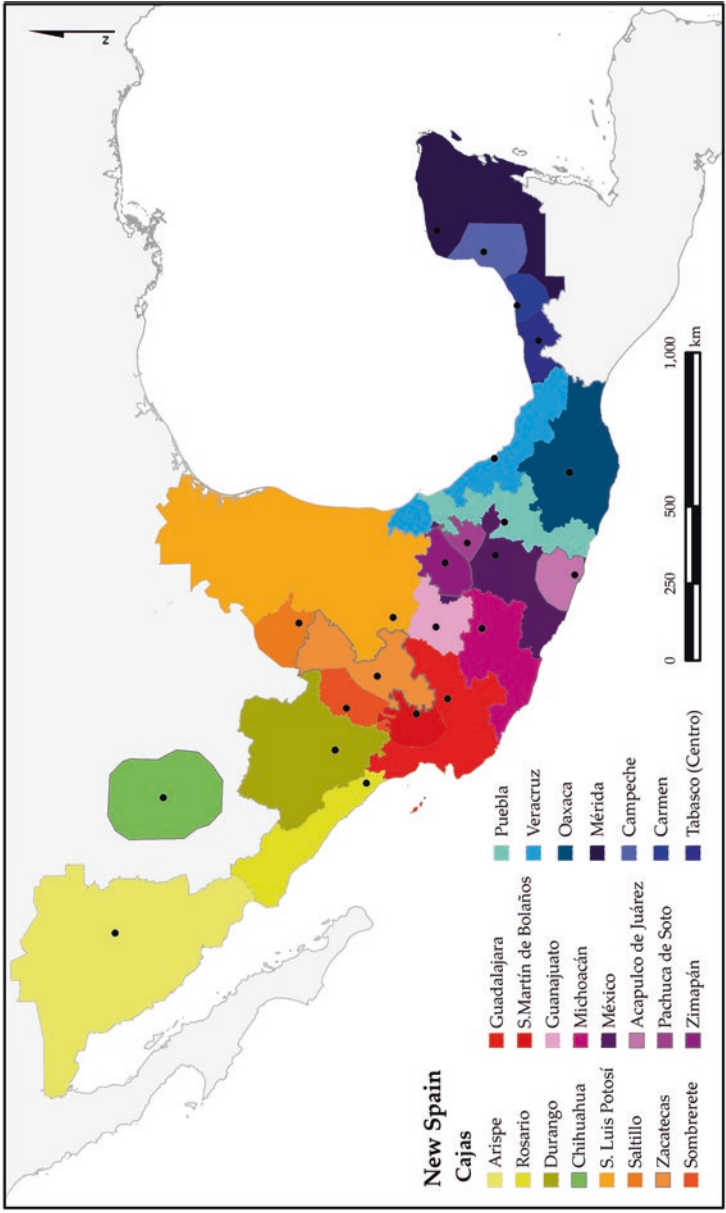 N
New Spain
Cajas
Arispe
Rosario
Durango
Chihuahua
S. Luis Potosí
Saltillo
Zacatecas
Sombrerete
Guadalajara
S.Martín de Bolaños
Guanajuato
Michoacán
México
Acapulco de Juárez
Pachuca de Soto
Zimapán
Puebla
Veracruz
Oaxaca
Mérida
Campeche
Carmen
Tabasco (Centro)
0 250 500 1,000
km